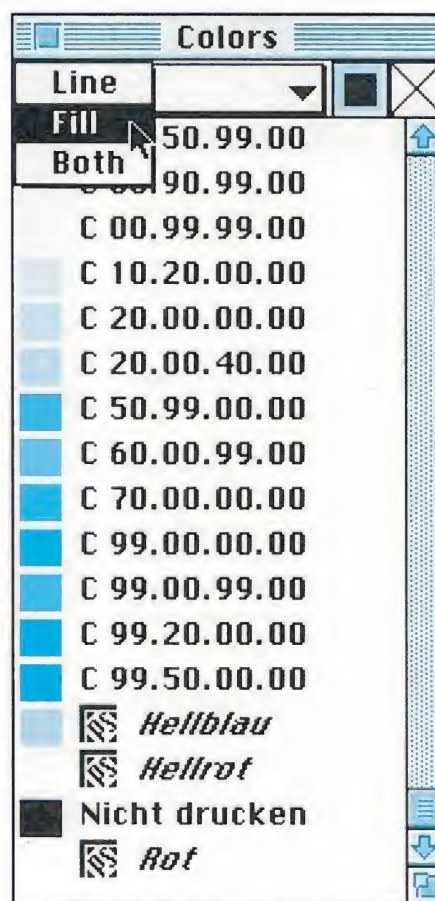 Colors
Line
Fill
Both
50.99.00
90.99.00
C 00.99.99.00
C 10.20.00.00
C 20.00.00.00
C 20.00.40.00
C 50.99.00.00
C 60.00.99.00
C 70.00.00.00
C 99.00.00.00
C 99.00.99.00
C 99.20.00.00
C 99.50.00.00
Hellblau
Hellrot
Nicht drucken
Rot